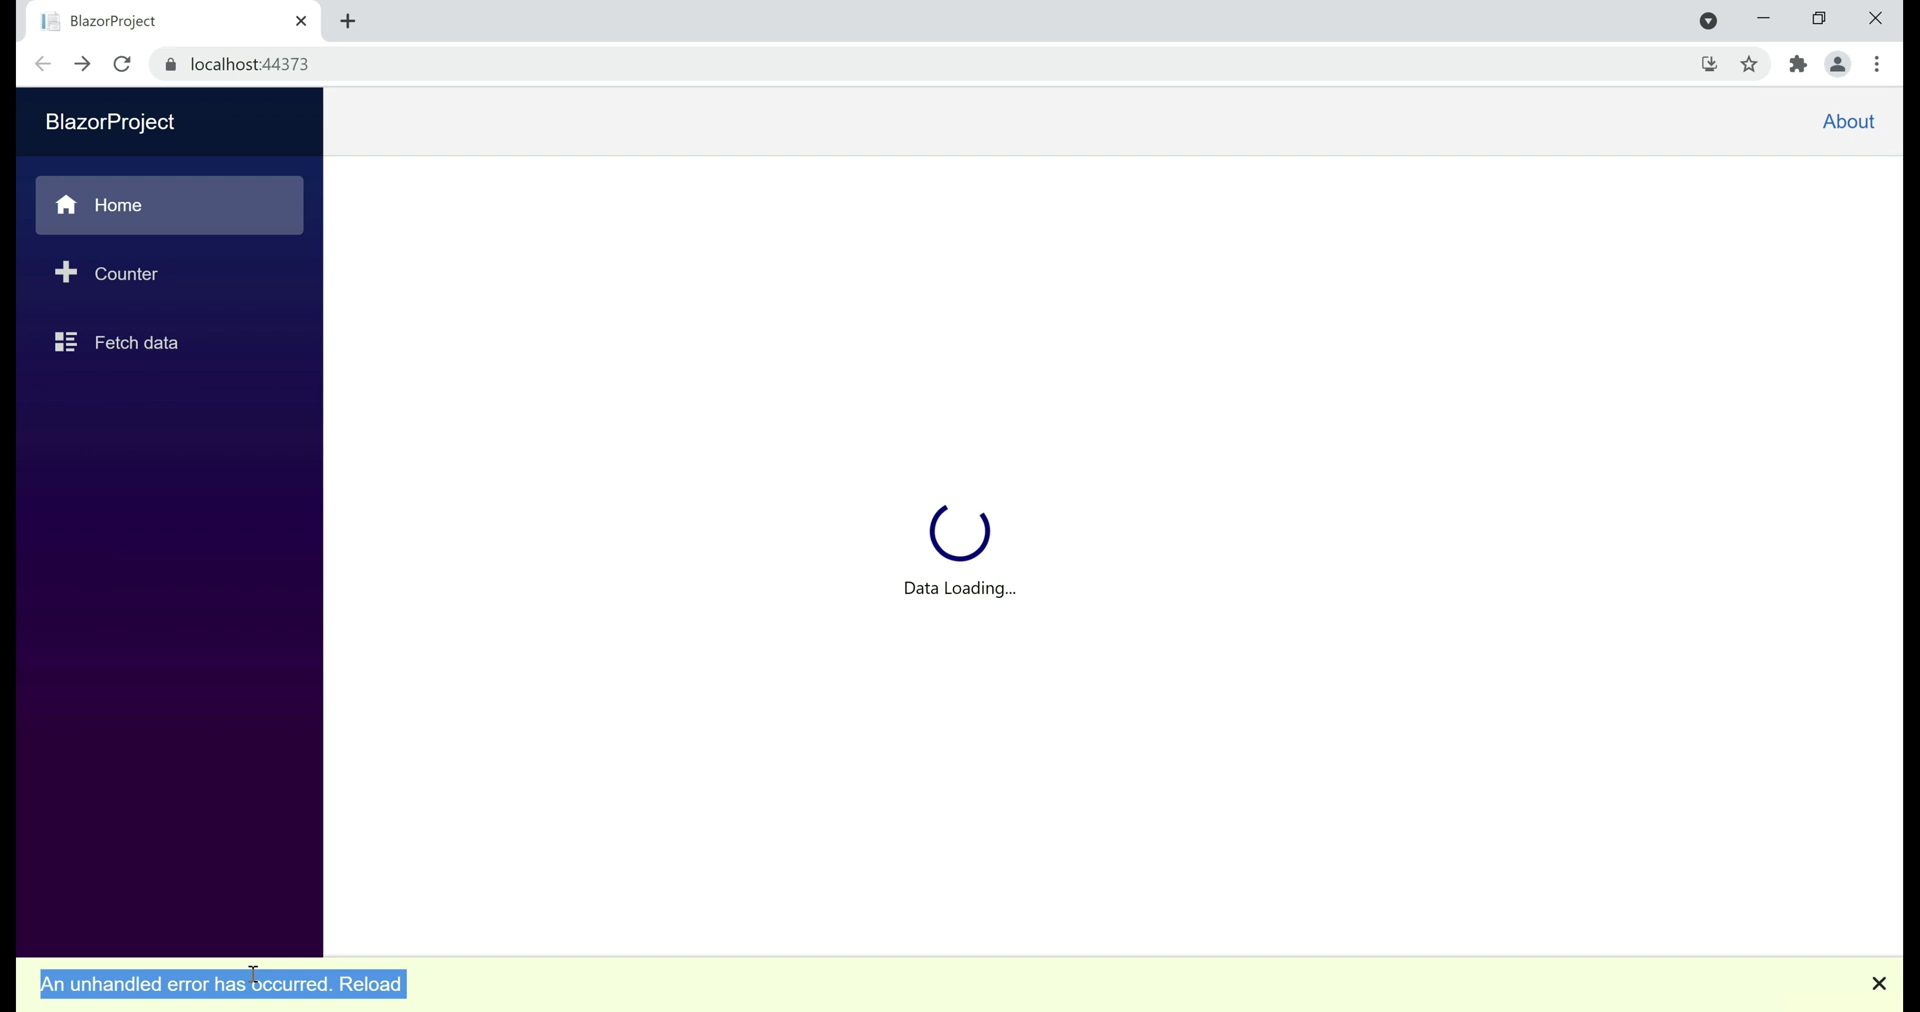 BlazorProject
localhost:44373
BlazorProject
About
Home
Counter
Fetch data
Data Loading...
An unhandled error has occurred. Reload